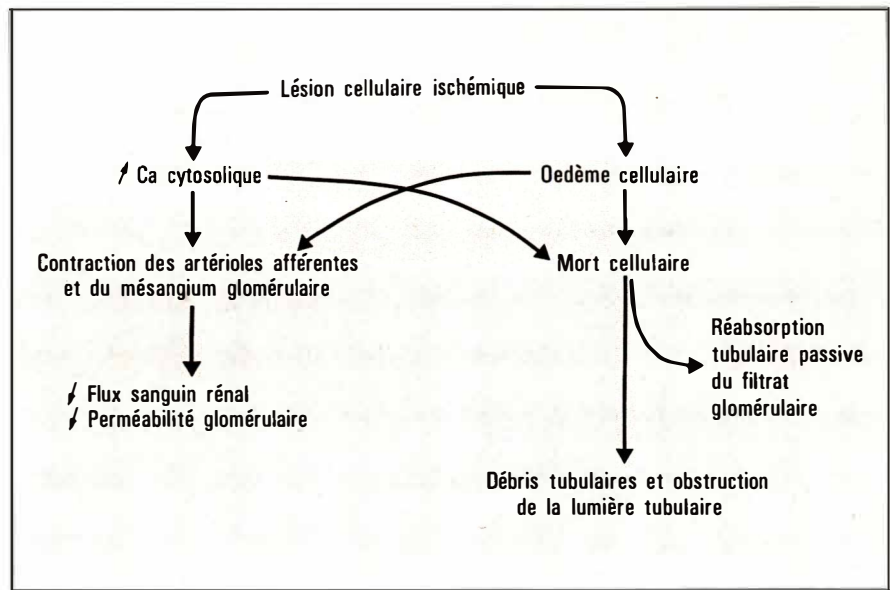 Lésion cellulaire ischémique
↗ Ca cytosolique
Oedème cellulaire
Contraction des artérioles afférentes
et du mésangium glomérulaire
Mort cellulaire
Réabsorption
tubulaire passive
du filtrat
glomérulaire
↓ Flux sanguin rénal
↓ Perméabilité glomérulaire
Débris tubulaires et obstruction
de la lumière tubulaire